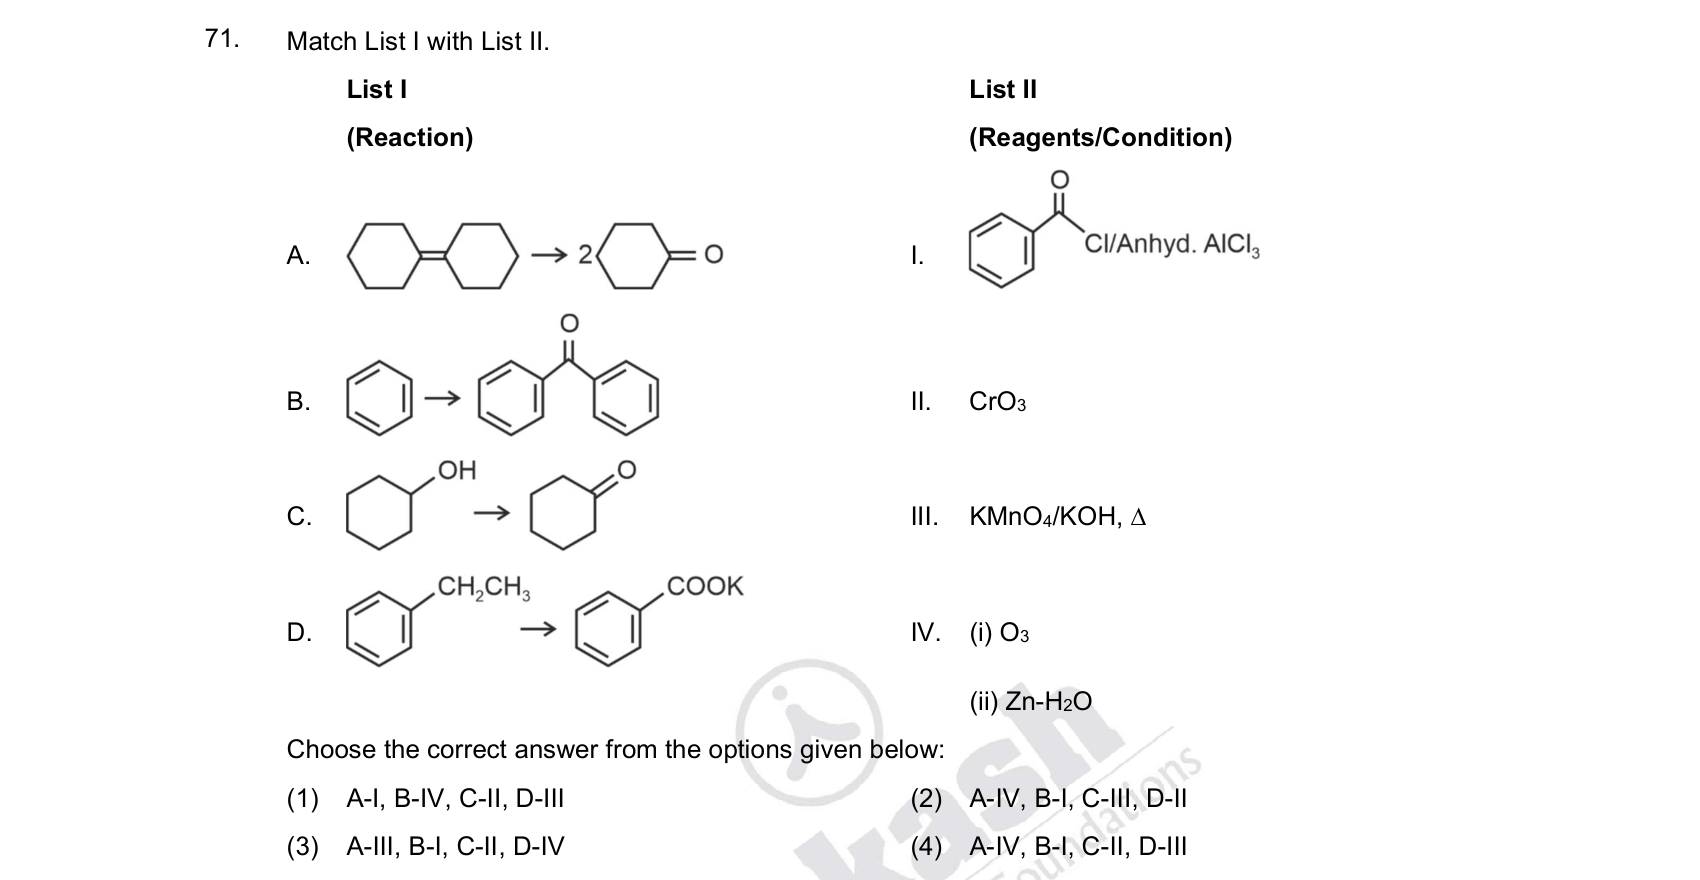 71. Match List I with List II.
List I List II
(Reaction) (Reagents/Condition)
O
A. → 2 O I. Cl/Anhyd. AlCl₃
O
B. → II. CrO₃
OH O
C. → III. KMnO₄/KOH, Δ
CH₂CH₃ COOK
D. → IV. (i) O₃
(ii) Zn-H₂O
Choose the correct answer from the options given below:
(1) A-I, B-IV, C-II, D-III (2) A-IV, B-I, C-III, D-II
(3) A-III, B-I, C-II, D-IV (4) A-IV, B-I, C-II, D-III